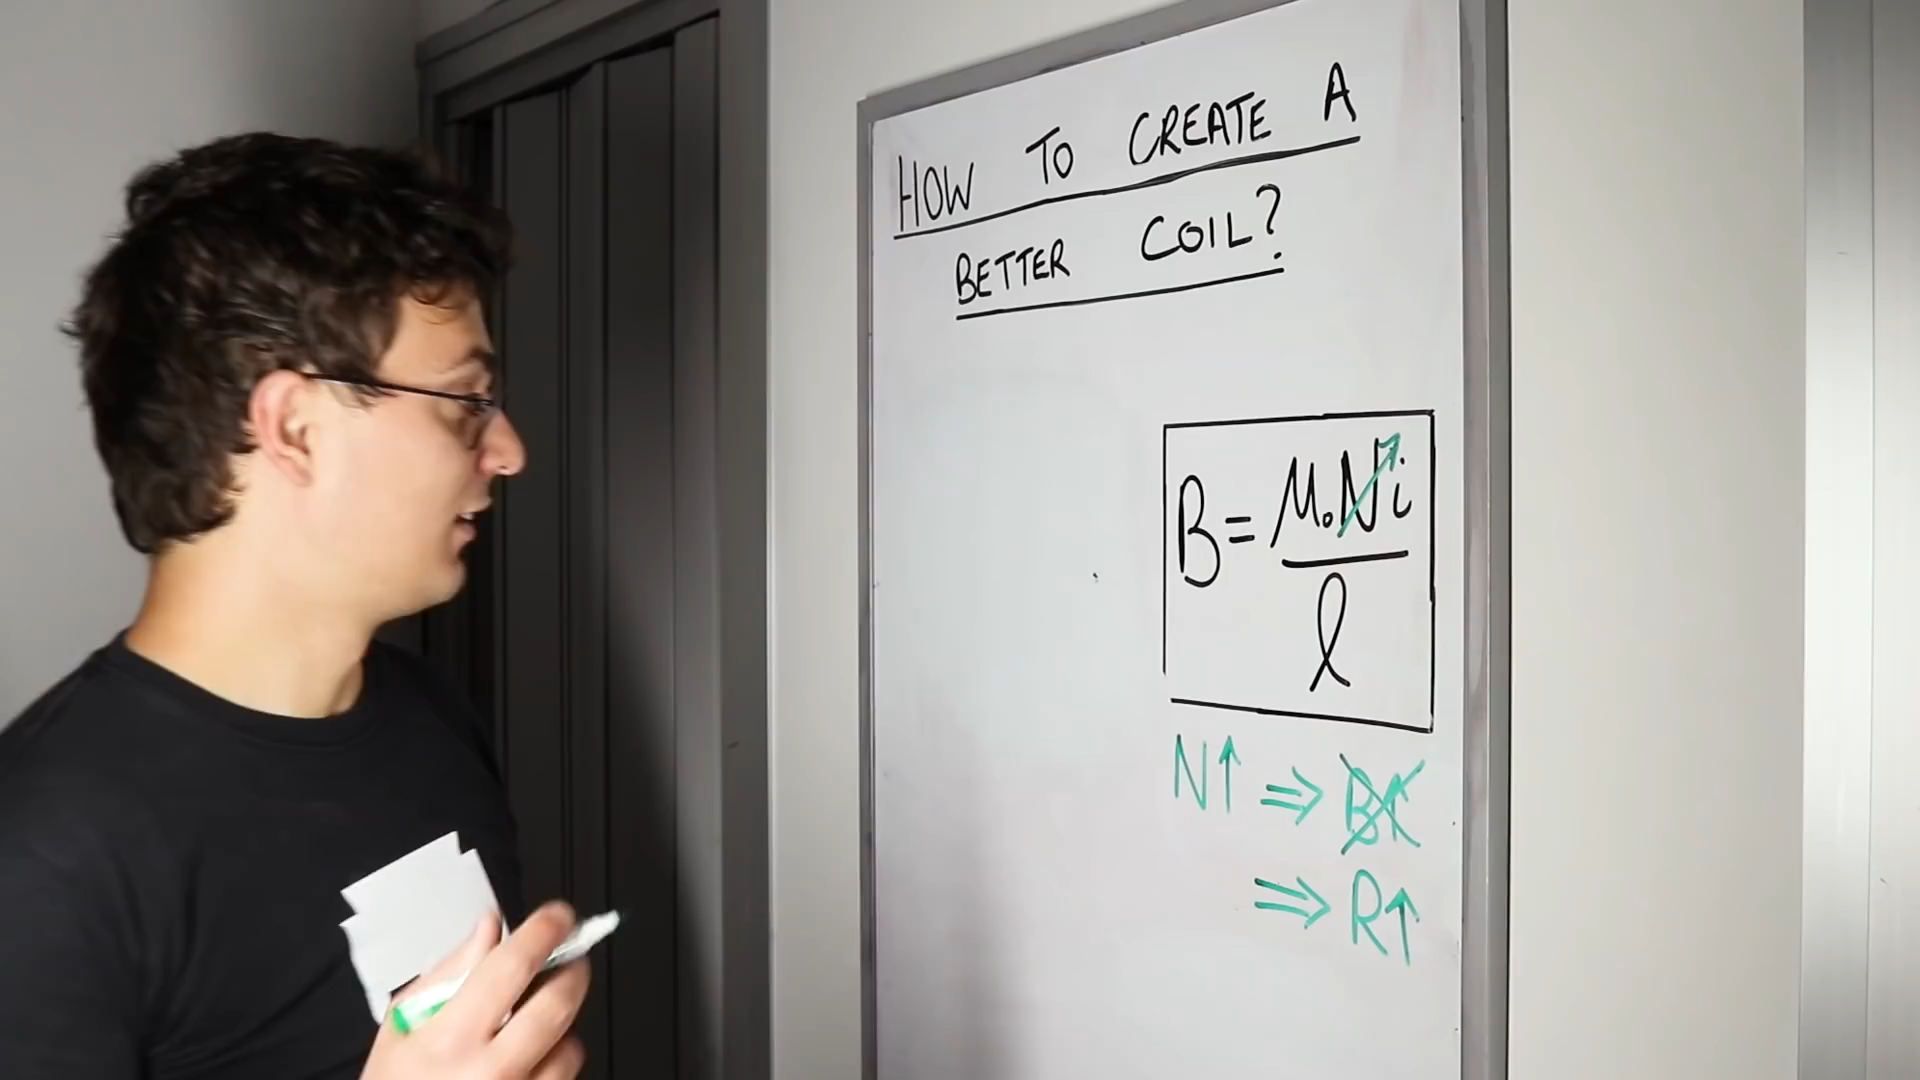 HOW TO CREATE A
BETTER COIL?
B = μ₀Ni
ℓ
N↑ ⇒ B↑
⇒ R↑